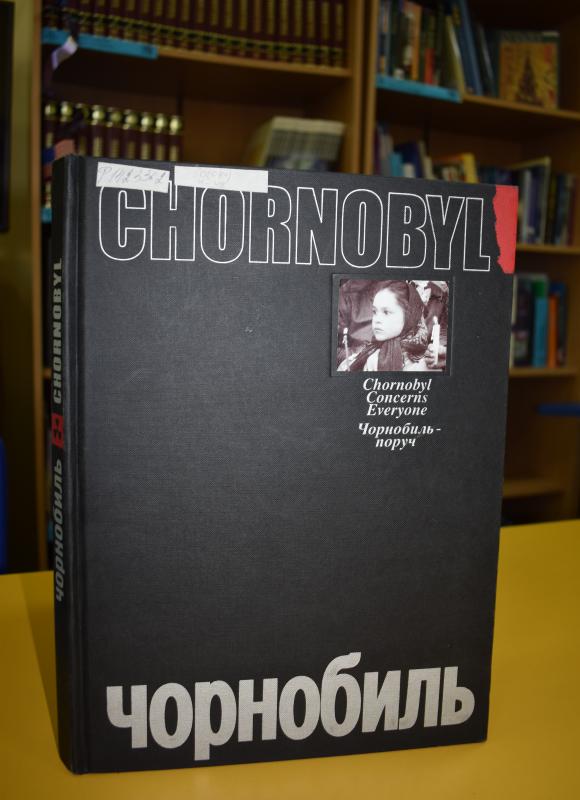 CHORNOBYL
Chornobyl
Concerns
Everyone
Чорнобиль -
поруч
чорнобиль
чорнобиль CHORNOBYL